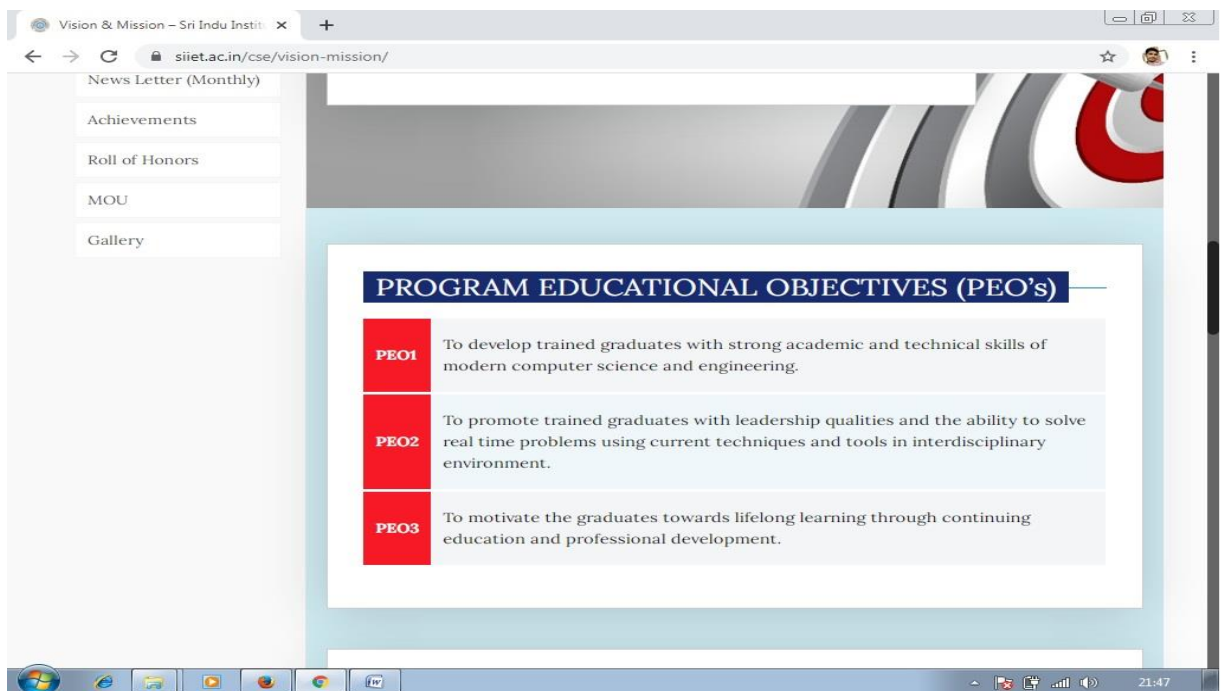 Vision & Mission – Sri Indu Instit
siiet.ac.in/cse/vision-mission/
News Letter (Monthly)
Achievements
Roll of Honors
MOU
Gallery
PROGRAM EDUCATIONAL OBJECTIVES (PEO's)
PEO1
To develop trained graduates with strong academic and technical skills of
modern computer science and engineering.
PEO2
To promote trained graduates with leadership qualities and the ability to solve
real time problems using current techniques and tools in interdisciplinary
environment.
PEO3
To motivate the graduates towards lifelong learning through continuing
education and professional development.
21:47